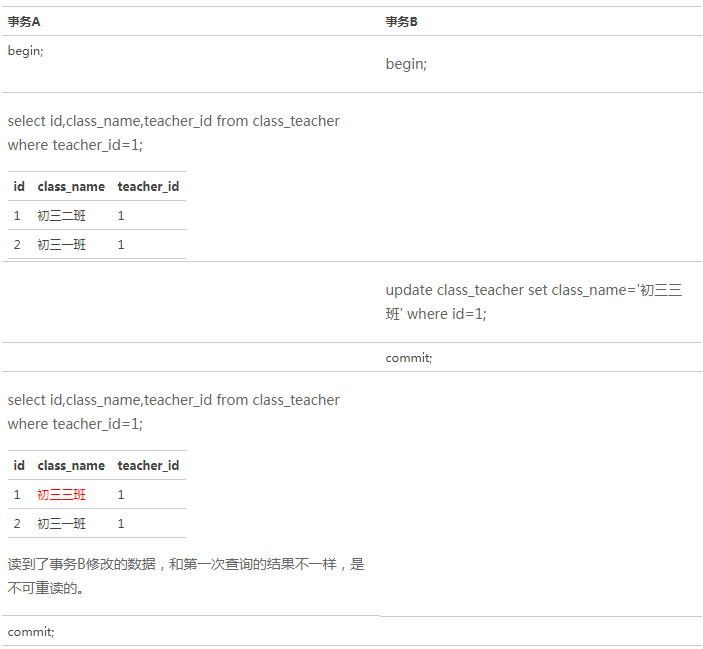 事务A 事务B
begin;
begin;
select id,class_name,teacher_id from class_teacher
where teacher_id=1;
id class_name teacher_id
1 初三二班 1
2 初三一班 1
update class_teacher set class_name='初三三
班' where id=1;
commit;
select id,class_name,teacher_id from class_teacher
where teacher_id=1;
id class_name teacher_id
1 初三三班 1
2 初三一班 1
读到了事务B修改的数据，和第一次查询的结果不一样，是
不可重读的。
commit;